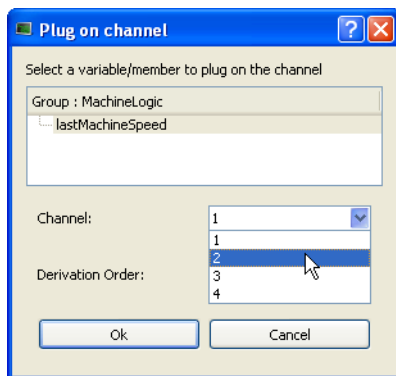 Plug on channel
Select a variable/member to plug on the channel
Group : MachineLogic
lastMachineSpeed
Channel:
1
1
2
3
4
Derivation Order:
Ok
Cancel